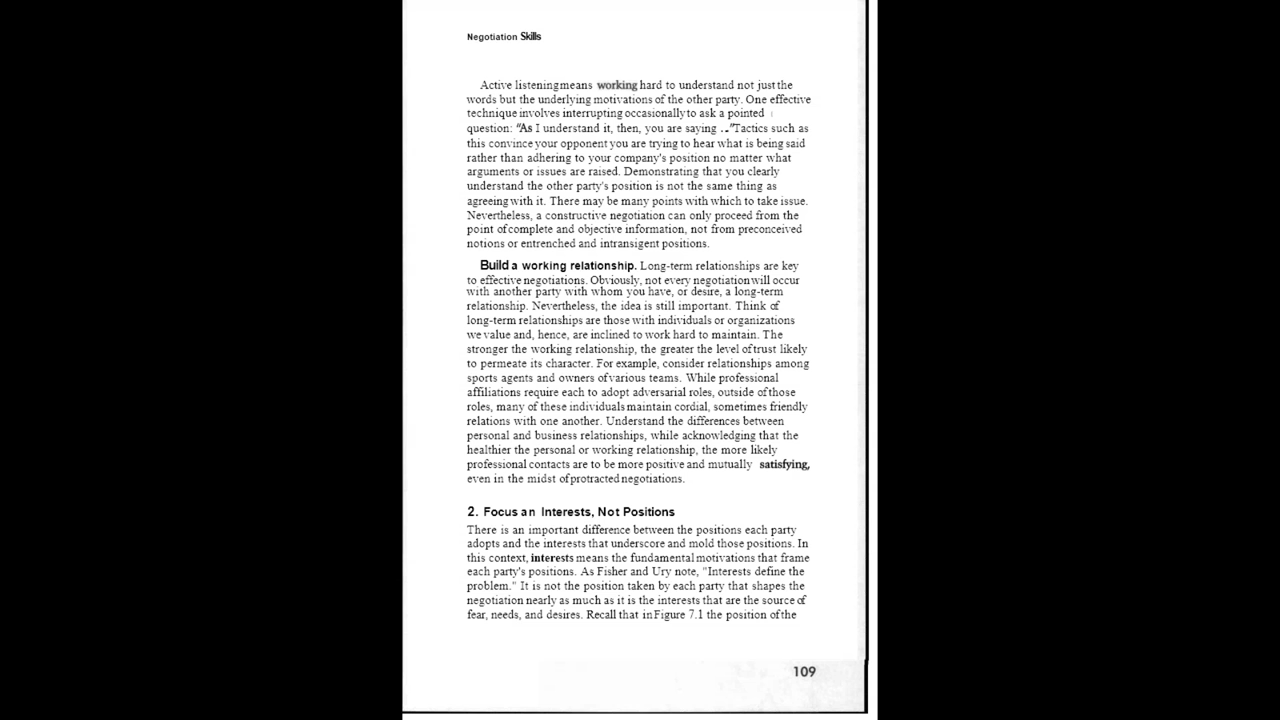 Negotiation Skills
Active listening means working hard to understand not just the
words but the underlying motivations of the other party. One effective
technique involves interrupting occasionally to ask a pointed
question: "As I understand it, then, you are saying ..." Tactics such as
this convince your opponent you are trying to hear what is being said
rather than adhering to your company's position no matter what
arguments or issues are raised. Demonstrating that you clearly
understand the other party's position is not the same thing as
agreeing with it. There may be many points with which to take issue.
Nevertheless, a constructive negotiation can only proceed from the
point of complete and objective information, not from preconceived
notions or entrenched and intransigent positions.
Build a working relationship. Long-term relationships are key
to effective negotiations. Obviously, not every negotiation will occur
with another party with whom you have, or desire, a long-term
relationship. Nevertheless, the idea is still important. Think of
long-term relationships are those with individuals or organizations
we value and, hence, are inclined to work hard to maintain. The
stronger the working relationship, the greater the level of trust likely
to permeate its character. For example, consider relationships among
sports agents and owners of various teams. While professional
affiliations require each to adopt adversarial roles, outside of those
roles, many of these individuals maintain cordial, sometimes friendly
relations with one another. Understand the differences between
personal and business relationships, while acknowledging that the
healthier the personal or working relationship, the more likely
professional contacts are to be more positive and mutually satisfying,
even in the midst of protracted negotiations.
2. Focus an Interests, Not Positions
There is an important difference between the positions each party
adopts and the interests that underscore and mold those positions. In
this context, interests means the fundamental motivations that frame
each party's positions. As Fisher and Ury note, "Interests define the
problem." It is not the position taken by each party that shapes the
negotiation nearly as much as it is the interests that are the source of
fear, needs, and desires. Recall that in Figure 7.1 the position of the
109